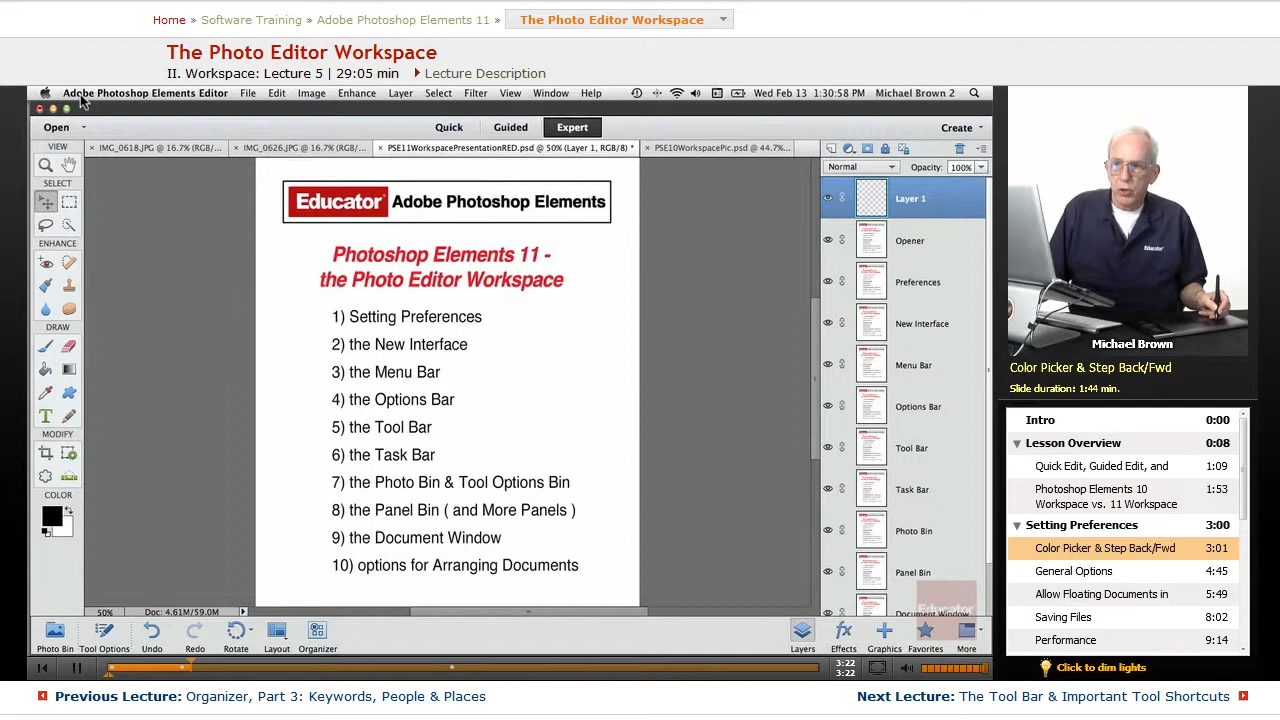 Home » Software Training » Adobe Photoshop Elements 11 » The Photo Editor Workspace
The Photo Editor Workspace
II. Workspace: Lecture 5 | 29:05 min Lecture Description
Adobe Photoshop Elements Editor File Edit Image Enhance Layer Select Filter View Window Help Wed Feb 13 1:30:58 PM Michael Brown 2
Open Quick Guided Expert Create
VIEW
× IMG_0618.JPG @ 16.7% (RGB/... × IMG_0626.JPG @ 16.7% (RGB/... × PSE11WorkspacePresentationRED.psd @ 50% (Layer 1, RGB/8) * × PSE10WorkspacePic.psd @ 44.7%...
SELECT
ENHANCE
DRAW
T
MODIFY
COLOR
Educator Adobe Photoshop Elements
Photoshop Elements 11 -
the Photo Editor Workspace
1) Setting Preferences
2) the New Interface
3) the Menu Bar
4) the Options Bar
5) the Tool Bar
6) the Task Bar
7) the Photo Bin & Tool Options Bin
8) the Panel Bin ( and More Panels )
9) the Document Window
10) options for Arranging Documents
Normal Opacity: 100%
Layer 1
Opener
Preferences
New Interface
Menu Bar
Options Bar
Tool Bar
Task Bar
Photo Bin
Panel Bin
Document Window
Educator
50% Doc: 4.61M/59.0M
Photo Bin Tool Options Undo Redo Rotate Layout Organizer
fx
Layers Effects Graphics Favorites More
3:22
3:22
Educator
Michael Brown
Color Picker & Step Back/Fwd
Slide duration: 1:44 min.
Intro 0:00
Lesson Overview 0:08
Quick Edit, Guided Edit, and 1:09
Photoshop Elements 10 1:53
Workspace vs. 11 Workspace
Setting Preferences 3:00
Color Picker & Step Back/Fwd 3:01
General Options 4:45
Allow Floating Documents in 5:49
Saving Files 8:02
Performance 9:14
Click to dim lights
Previous Lecture: Organizer, Part 3: Keywords, People & Places
Next Lecture: The Tool Bar & Important Tool Shortcuts